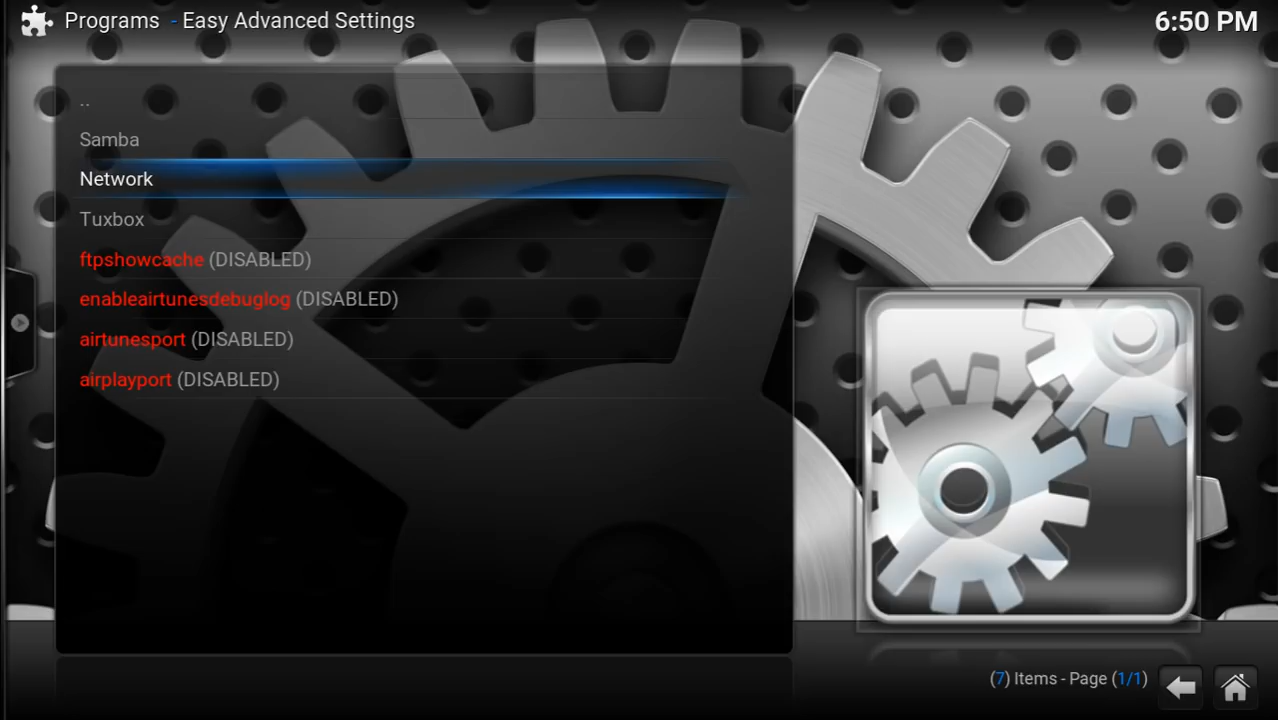 Programs - Easy Advanced Settings
6:50 PM
..
Samba
Network
Tuxbox
ftpshowcache (DISABLED)
enableairtunesdebuglog (DISABLED)
airtunesport (DISABLED)
airplayport (DISABLED)
(7) Items - Page (1/1)